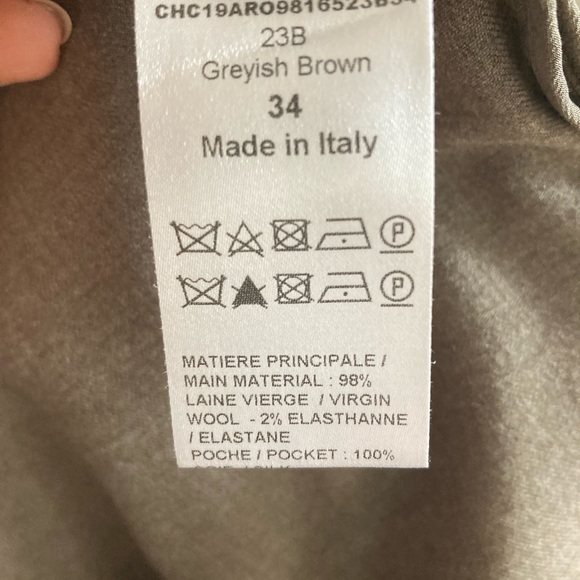 CHC19ARO9816523B34
23B
Greyish Brown
34
Made in Italy
P
P
MATIERE PRINCIPALE /
MAIN MATERIAL : 98%
LAINE VIERGE / VIRGIN
WOOL - 2% ELASTHANNE
/ ELASTANE
POCHE / POCKET : 100%